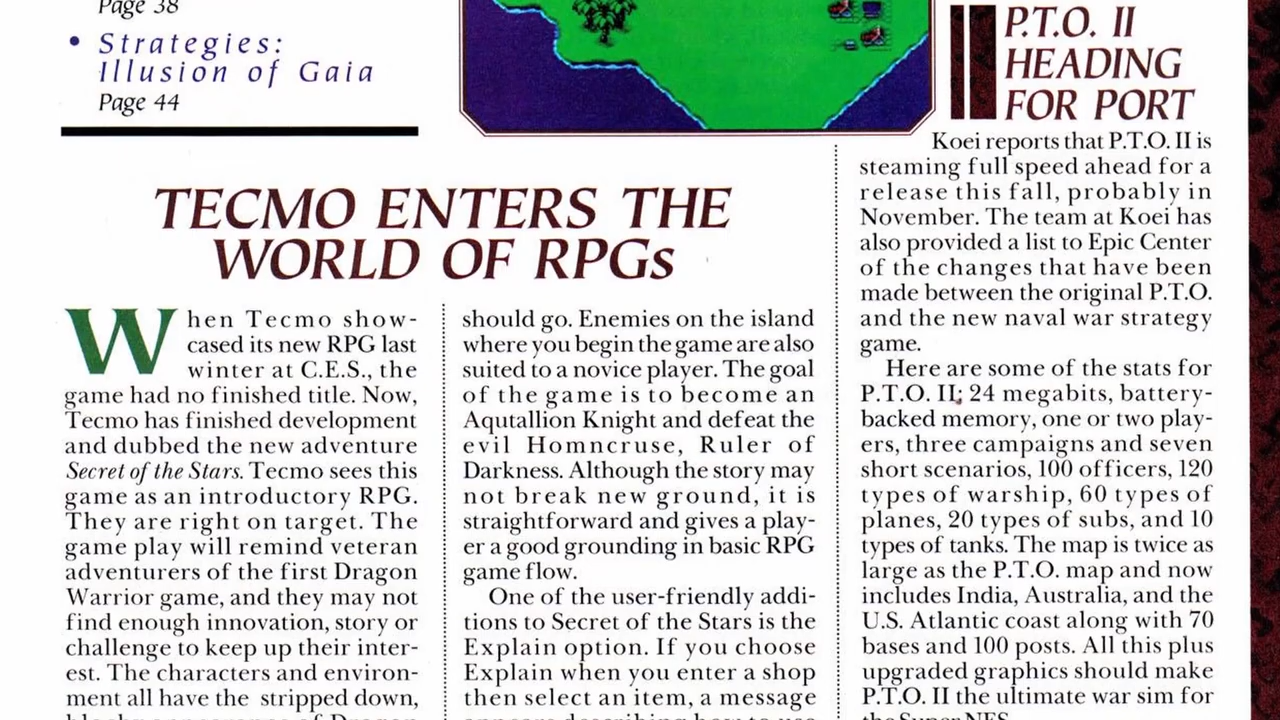 Page 38
• Strategies:
Illusion of Gaia
Page 44
TECMO ENTERS THE
WORLD OF RPGs
When Tecmo show-
cased its new RPG last
winter at C.E.S., the
game had no finished title. Now,
Tecmo has finished development
and dubbed the new adventure
Secret of the Stars. Tecmo sees this
game as an introductory RPG.
They are right on target. The
game play will remind veteran
adventurers of the first Dragon
Warrior game, and they may not
find enough innovation, story or
challenge to keep up their inter-
est. The characters and environ-
ment all have the stripped down,
blocky appearance of Dragon
should go. Enemies on the island
where you begin the game are also
suited to a novice player. The goal
of the game is to become an
Aqutallion Knight and defeat the
evil Homncruse, Ruler of
Darkness. Although the story may
not break new ground, it is
straightforward and gives a play-
er a good grounding in basic RPG
game flow.
One of the user-friendly addi-
tions to Secret of the Stars is the
Explain option. If you choose
Explain when you enter a shop
then select an item, a message
appears describing how to use
P.T.O. II
HEADING
FOR PORT
Koei reports that P.T.O. II is
steaming full speed ahead for a
release this fall, probably in
November. The team at Koei has
also provided a list to Epic Center
of the changes that have been
made between the original P.T.O.
and the new naval war strategy
game.
Here are some of the stats for
P.T.O. II; 24 megabits, battery-
backed memory, one or two play-
ers, three campaigns and seven
short scenarios, 100 officers, 120
types of warship, 60 types of
planes, 20 types of subs, and 10
types of tanks. The map is twice as
large as the P.T.O. map and now
includes India, Australia, and the
U.S. Atlantic coast along with 70
bases and 100 posts. All this plus
upgraded graphics should make
P.T.O. II the ultimate war sim for
the Super NES.